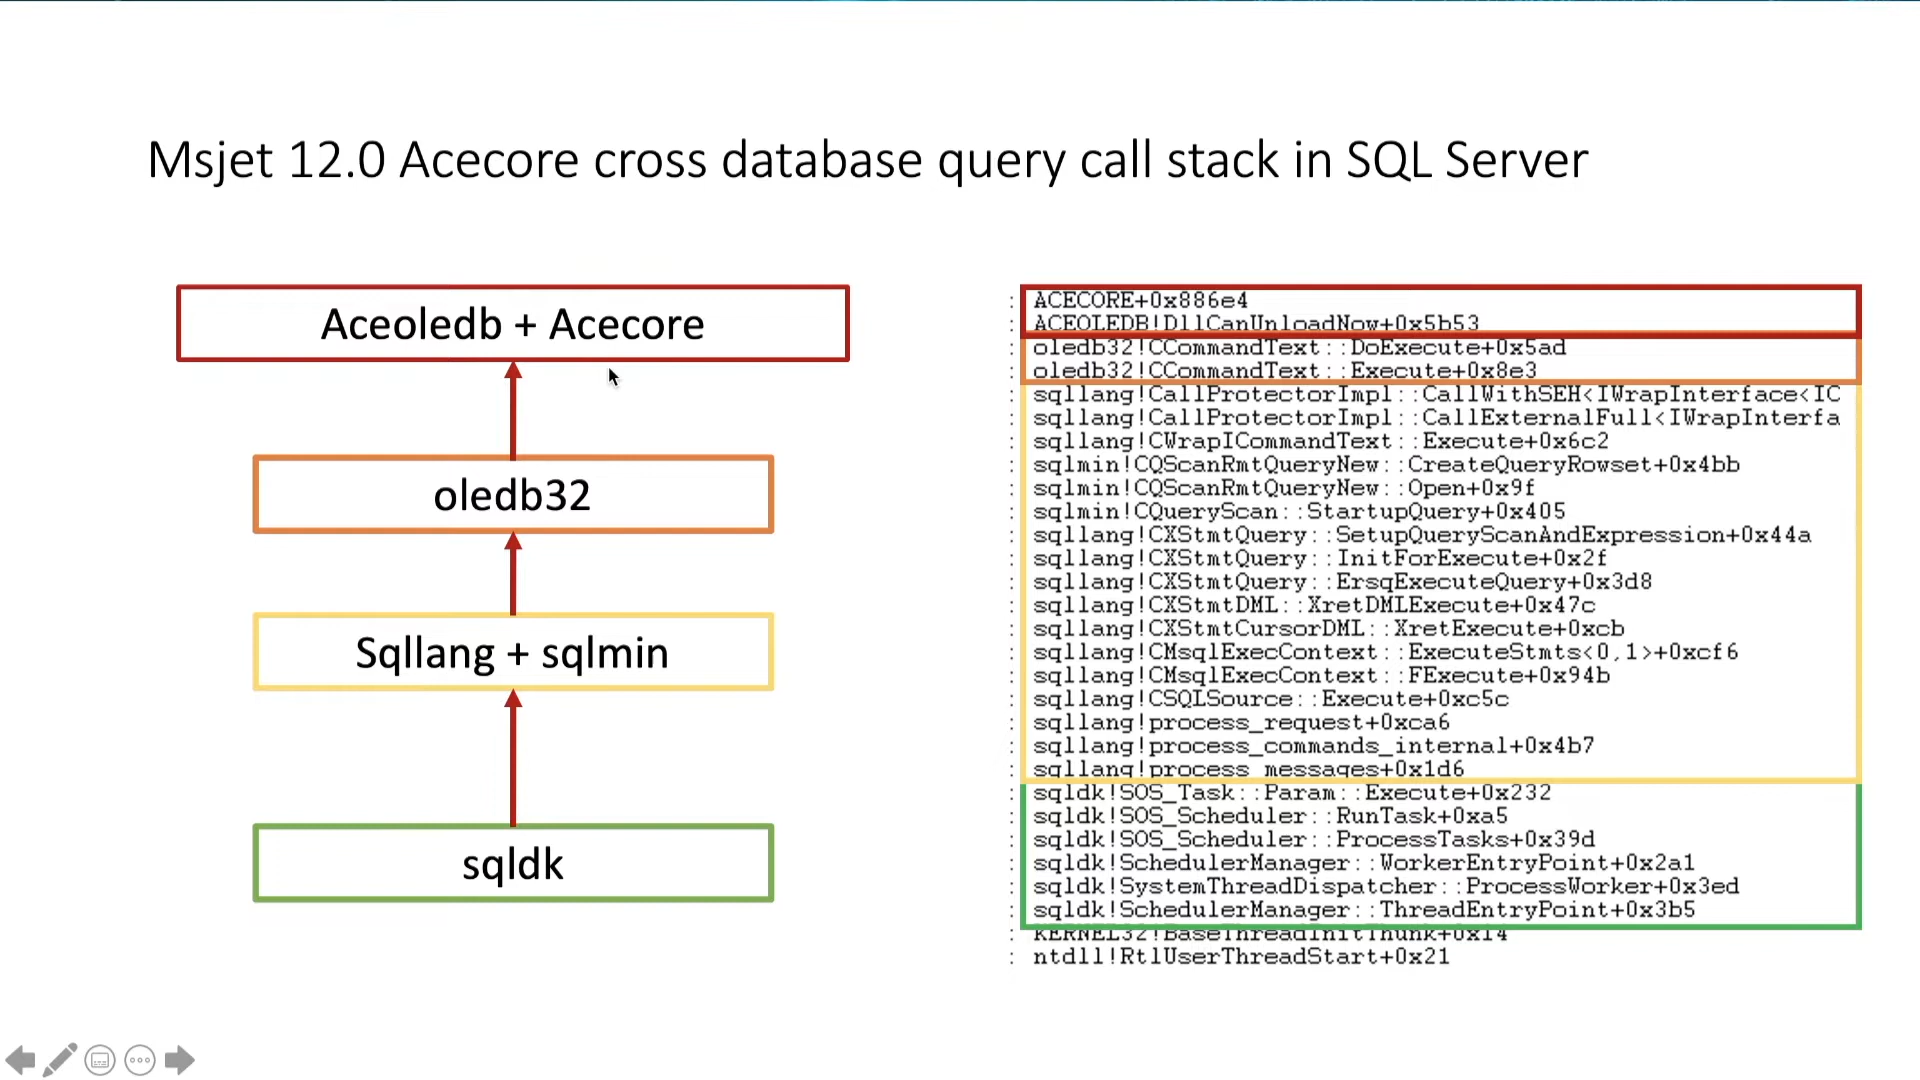 Msjet 12.0 Acecore cross database query call stack in SQL Server
Aceoledb + Acecore
oledb32
Sqllang + sqlmin
sqldk
: ACECORE+0x886e4
: ACEOLEDB!DllCanUnloadNow+0x5b53
: oledb32!CCommandText::DoExecute+0x5ad
: oledb32!CCommandText::Execute+0x8e3
: sqllang!CallProtectorImpl::CallWithSEH<IWrapInterface<IC
: sqllang!CallProtectorImpl::CallExternalFull<IWrapInterfa
: sqllang!CWrapICommandText::Execute+0x6c2
: sqlmin!CQScanRmtQueryNew::CreateQueryRowset+0x4bb
: sqlmin!CQScanRmtQueryNew::Open+0x9f
: sqlmin!CQueryScan::StartupQuery+0x405
: sqllang!CXStmtQuery::SetupQueryScanAndExpression+0x44a
: sqllang!CXStmtQuery::InitForExecute+0x2f
: sqllang!CXStmtQuery::ErsqExecuteQuery+0x3d8
: sqllang!CXStmtDML::XretDMLExecute+0x47c
: sqllang!CXStmtCursorDML::XretExecute+0xcb
: sqllang!CMsqlExecContext::ExecuteStmts<0,1>+0xcf6
: sqllang!CMsqlExecContext::FExecute+0x94b
: sqllang!CSQLSource::Execute+0xc5c
: sqllang!process_request+0xca6
: sqllang!process_commands_internal+0x4b7
: sqllang!process_messages+0x1d6
: sqldk!SOS_Task::Param::Execute+0x232
: sqldk!SOS_Scheduler::RunTask+0xa5
: sqldk!SOS_Scheduler::ProcessTasks+0x39d
: sqldk!SchedulerManager::WorkerEntryPoint+0x2a1
: sqldk!SystemThreadDispatcher::ProcessWorker+0x3ed
: sqldk!SchedulerManager::ThreadEntryPoint+0x3b5
: KERNEL32!BaseThreadInitThunk+0x14
: ntdll!RtlUserThreadStart+0x21